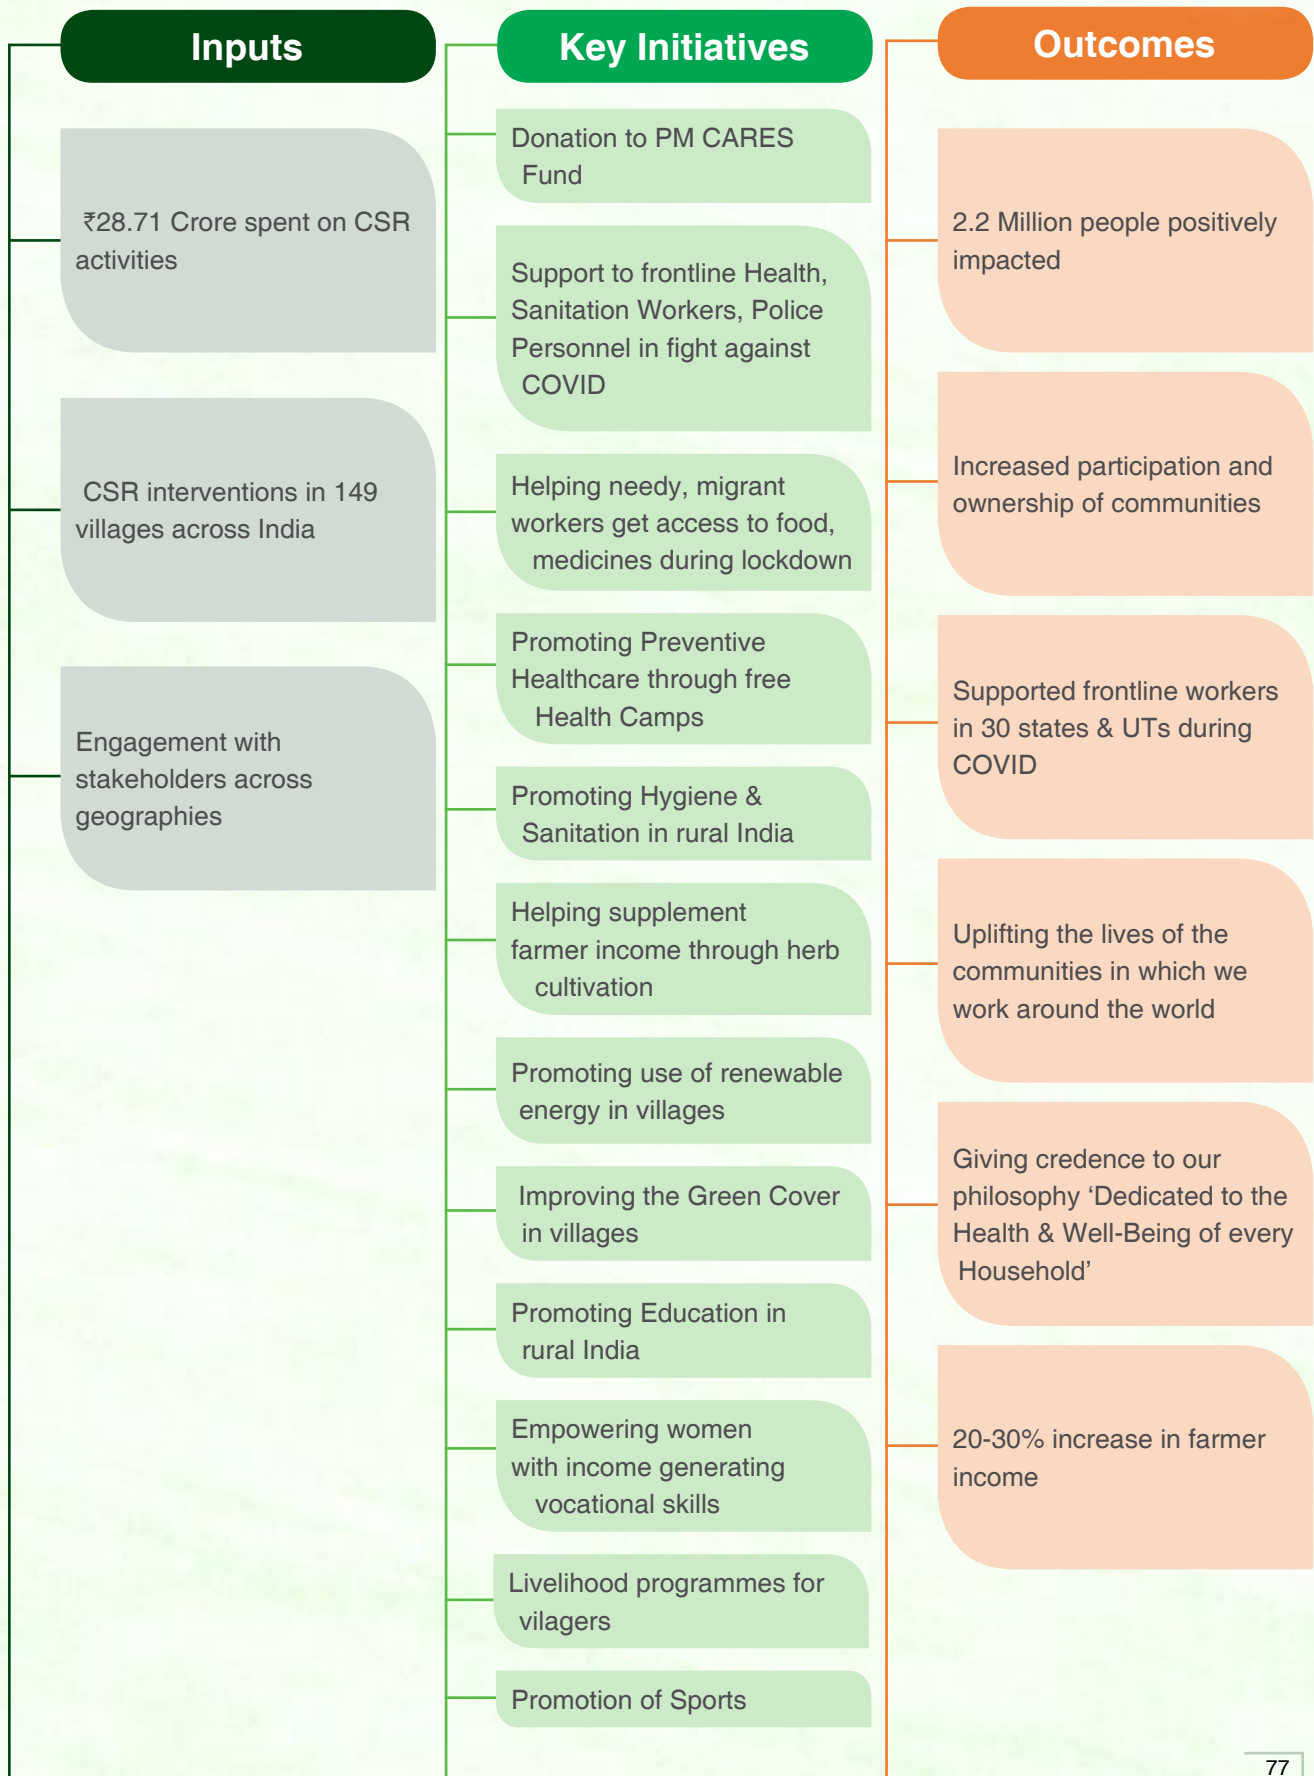 Inputs
₹28.71 Crore spent on CSR
activities
CSR interventions in 149
villages across India
Engagement with
stakeholders across
geographies
Key Initiatives
Donation to PM CARES
Fund
Support to frontline Health,
Sanitation Workers, Police
Personnel in fight against
COVID
Helping needy, migrant
workers get access to food,
medicines during lockdown
Promoting Preventive
Healthcare through free
Health Camps
Promoting Hygiene &
Sanitation in rural India
Helping supplement
farmer income through herb
cultivation
Promoting use of renewable
energy in villages
Improving the Green Cover
in villages
Promoting Education in
rural India
Empowering women
with income generating
vocational skills
Livelihood programmes for
vilagers
Promotion of Sports
Outcomes
2.2 Million people positively
impacted
Increased participation and
ownership of communities
Supported frontline workers
in 30 states & UTs during
COVID
Uplifting the lives of the
communities in which we
work around the world
Giving credence to our
philosophy ‘Dedicated to the
Health & Well-Being of every
Household’
20-30% increase in farmer
income
77